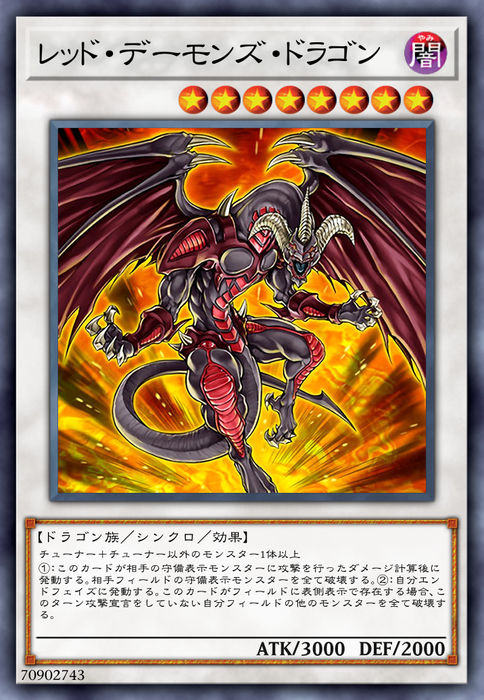 レッド・デーモンズ・ドラゴン
やみ
闇
【ドラゴン族／シンクロ／効果】
チューナー＋チューナー以外のモンスター1体以上
①：このカードが相手の守備表示モンスターに攻撃を行ったダメージ計算後に
発動する。相手フィールドの守備表示モンスターを全て破壊する。②：自分エンド
フェイズに発動する。このカードがフィールドに表側表示で存在する場合、こ
のターン攻撃宣言をしていない自分フィールドの他のモンスターを全て破壊す
る。
ATK/3000 DEF/2000
70902743